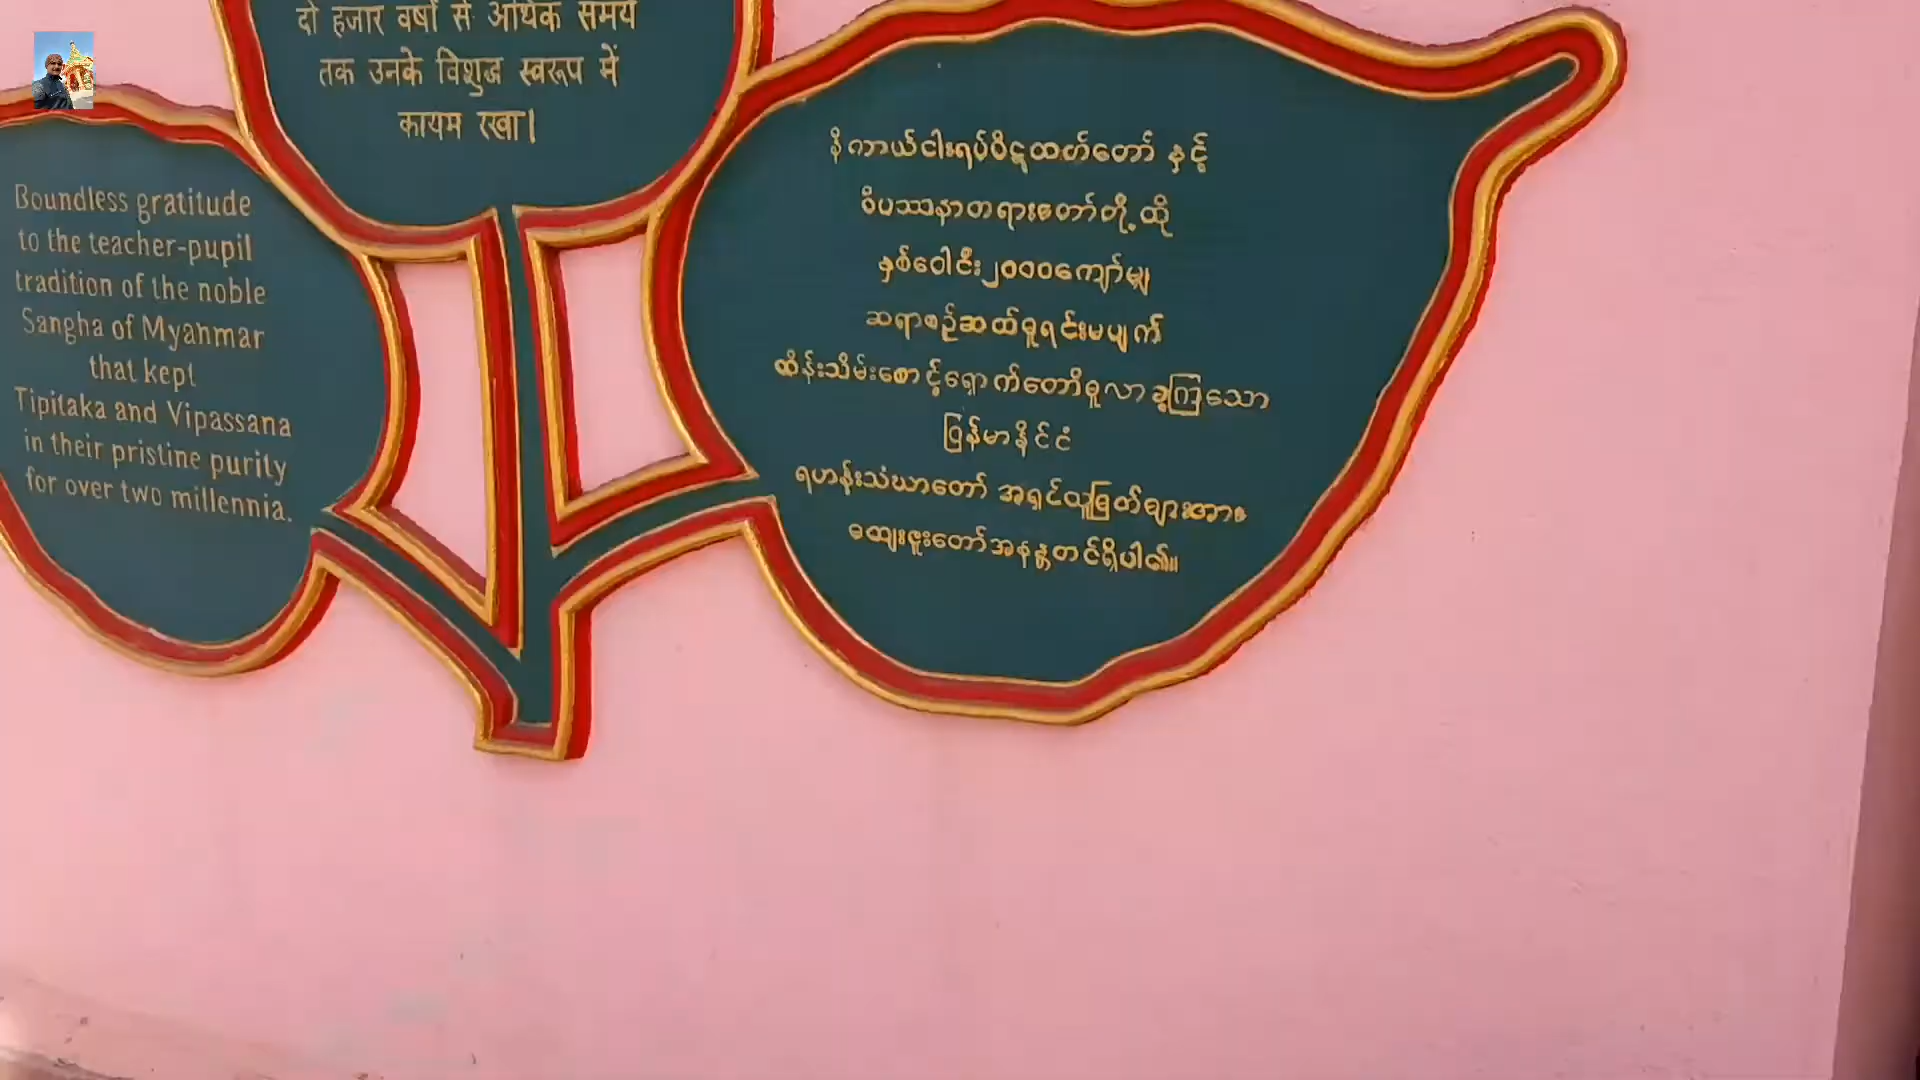 दो हजार वर्षों से अधिक समय
तक उनके विशुद्ध स्वरूप में
कायम रखा।
Boundless gratitude
to the teacher-pupil
tradition of the noble
Sangha of Myanmar
that kept
Tipitaka and Vipassana
in their pristine purity
for over two millennia.
နိကာယ်ငါးရပ်ပိဋကတ်တော် နှင့်
ဝိပဿနာတရားတော်တို့ကို
နှစ်ပေါင်း၂၀၀၀ကျော်မျှ
ဆရာစဉ်ဆက်မူရင်းမပျက်
ထိန်းသိမ်းစောင့်ရှောက်တော်မူလာခဲ့ကြသော
မြန်မာနိုင်ငံ
ရဟန်းသံဃာတော် အရှင်သူမြတ်များအား
ကျေးဇူးတော်အနန္တတင်ရှိပါ၏။